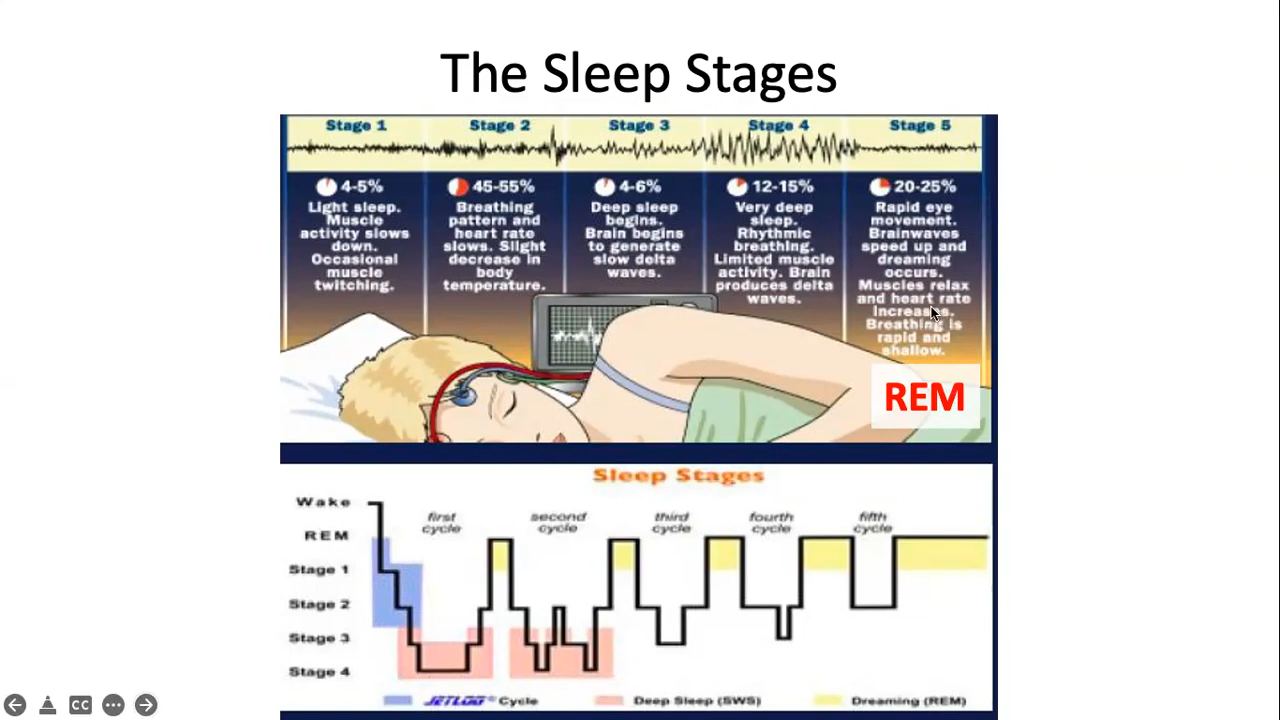 The Sleep Stages
Stage 1 Stage 2 Stage 3 Stage 4 Stage 5
4-5%
Light sleep.
Muscle
activity slows
down.
Occasional
muscle
twitching.
45-55%
Breathing
pattern and
heart rate
slows. Slight
decrease in
body
temperature.
4-6%
Deep sleep
begins.
Brain begins
to generate
slow delta
waves.
12-15%
Very deep
sleep.
Rhythmic
breathing.
Limited muscle
activity. Brain
produces delta
waves.
20-25%
Rapid eye
movement.
Brainwaves
speed up and
dreaming
occurs.
Muscles relax
and heart rate
increases.
Breathing is
rapid and
shallow.
REM
Sleep Stages
Wake
REM
Stage 1
Stage 2
Stage 3
Stage 4
first
cycle
second
cycle
third
cycle
fourth
cycle
fifth
cycle
Cycle
Deep Sleep (SWS)
Dreaming (REM)
CC